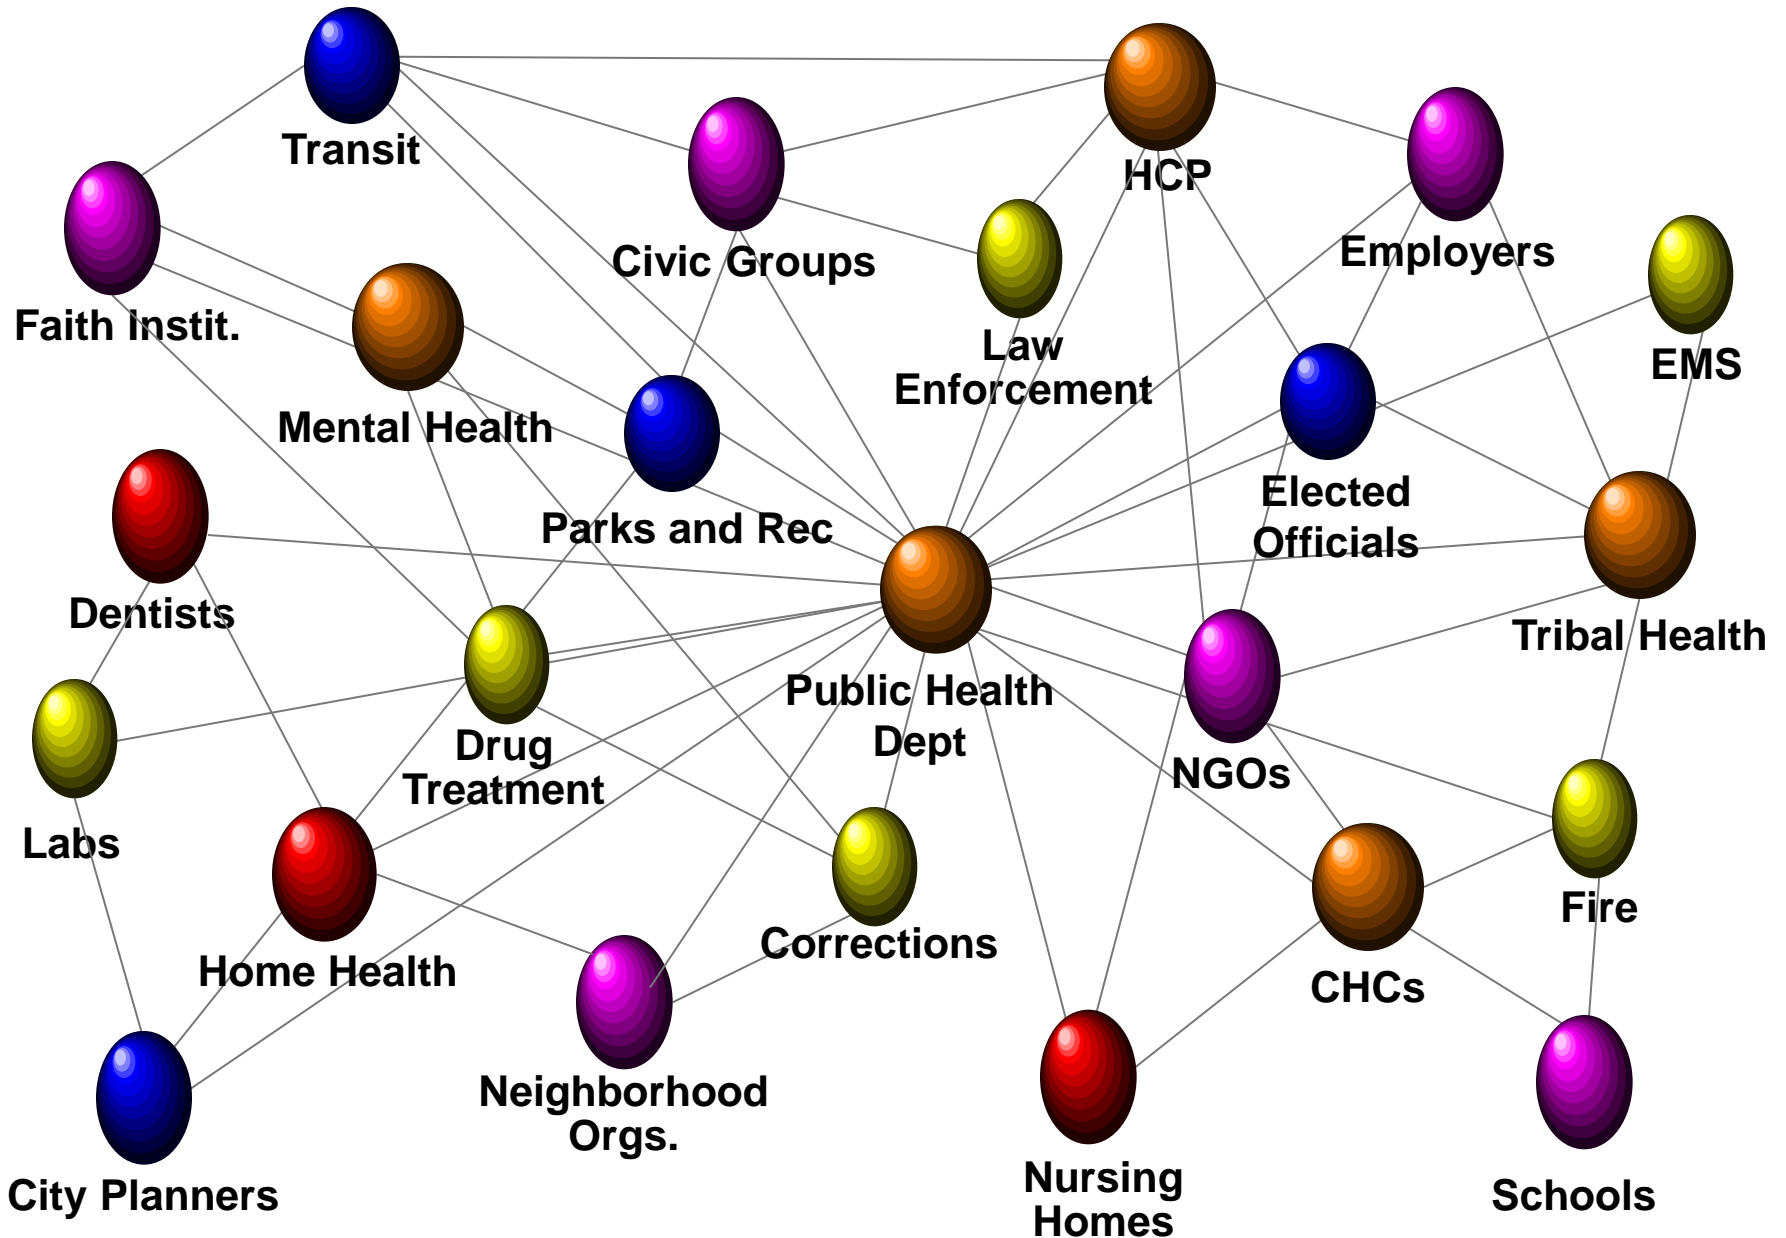 Transit
HCP
Civic Groups
Employers
Faith Instit.
Law
Enforcement
EMS
Mental Health
Elected
Officials
Parks and Rec
Dentists
Tribal Health
Public Health
Dept
Drug
Treatment
NGOs
Labs
Fire
Corrections
Home Health
CHCs
Neighborhood
Orgs.
City Planners
Nursing
Homes
Schools